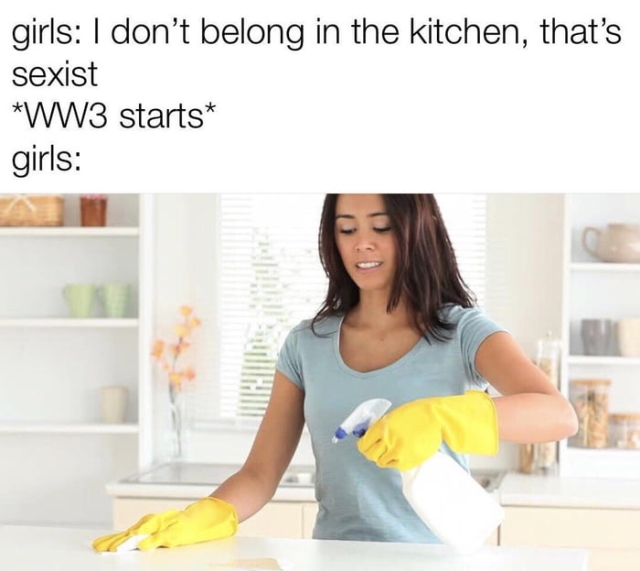 girls: I don’t belong in the kitchen, that’s
sexist
*WW3 starts*
girls: